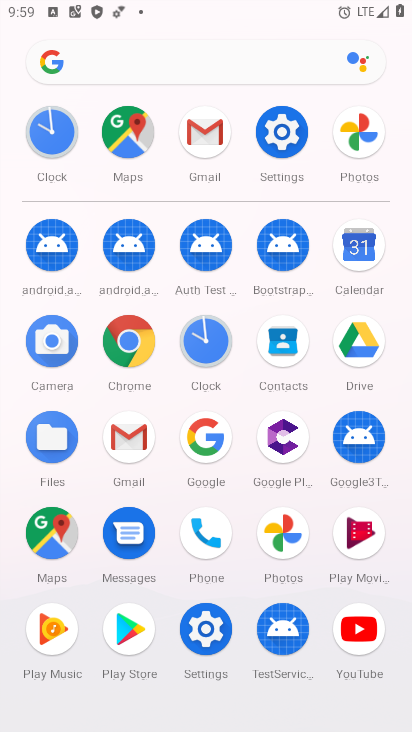 9:59 LTE
Clock Maps Gmail Settings Photos
android.a... android.a... Auth Test ... Bootstrap... Calendar
31
Camera Chrome Clock Contacts Drive
Files Gmail Google Google Pl... Google3T...
Maps Messages Phone Photos Play Movi...
Play Music Play Store Settings TestServic... YouTube